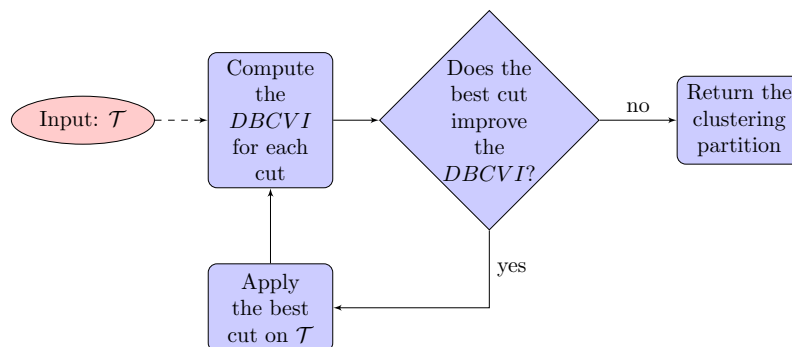 Input: 𝒯
Compute
the
DBCVI
for each
cut
Does the
best cut
improve
the
DBCVI?
no
Return the
clustering
partition
yes
Apply
the best
cut on 𝒯